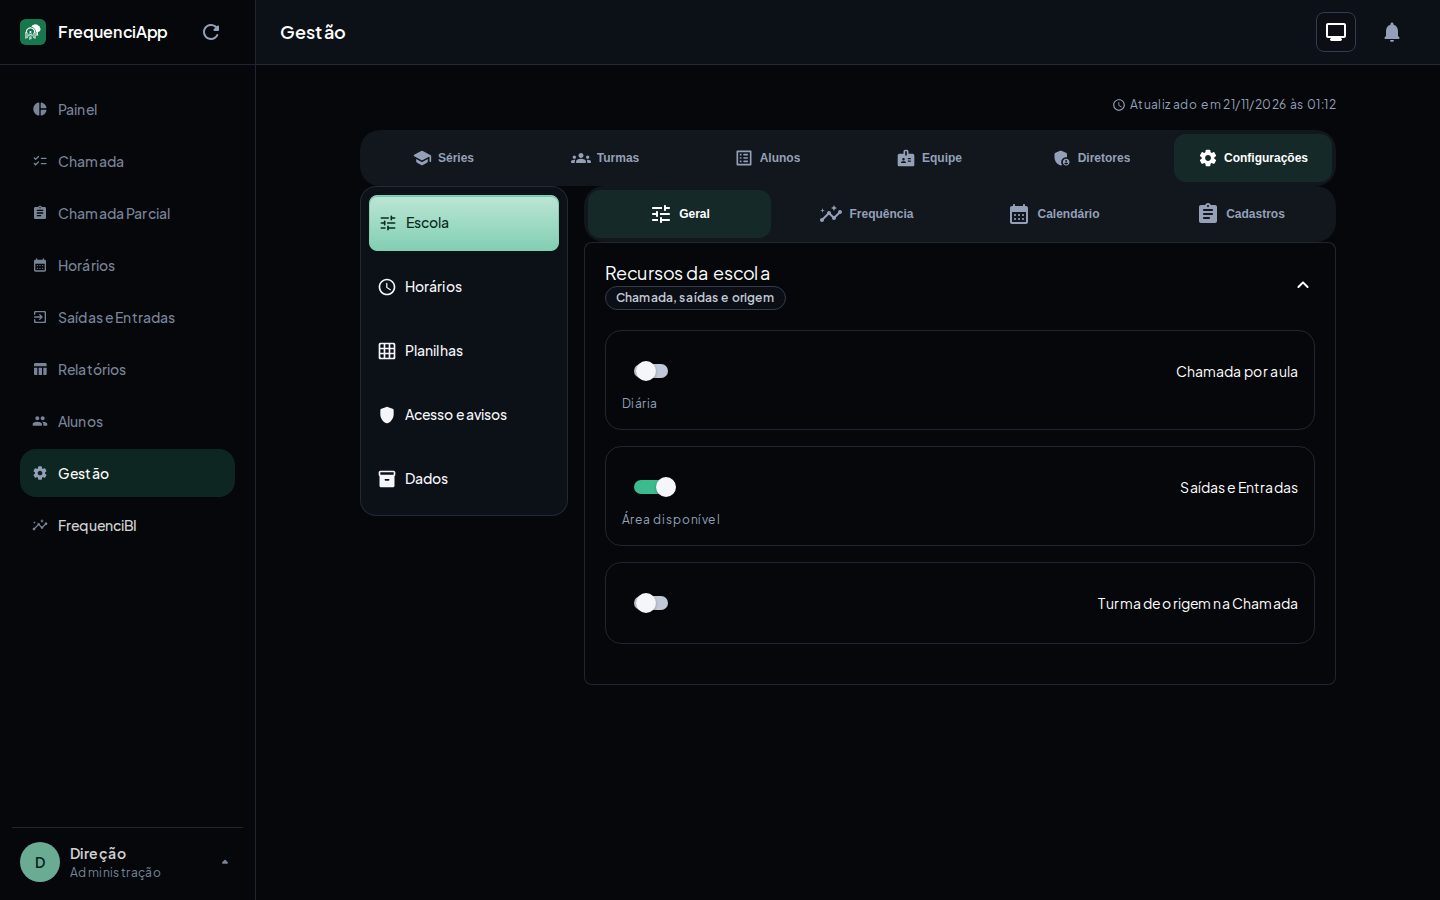 FrequenciApp
Gestão
Painel
Chamada
Chamada Parcial
Horários
Saídas e Entradas
Relatórios
Alunos
Gestão
FrequenciBI
D
Direção
Administração
Atualizado em 21/11/2026 às 01:12
Séries
Turmas
Alunos
Equipe
Diretores
Configurações
Escola
Horários
Planilhas
Acesso e avisos
Dados
Geral
Frequência
Calendário
Cadastros
Recursos da escola
Chamada, saídas e origem
Chamada por aula
Diária
Saídas e Entradas
Área disponível
Turma de origem na Chamada